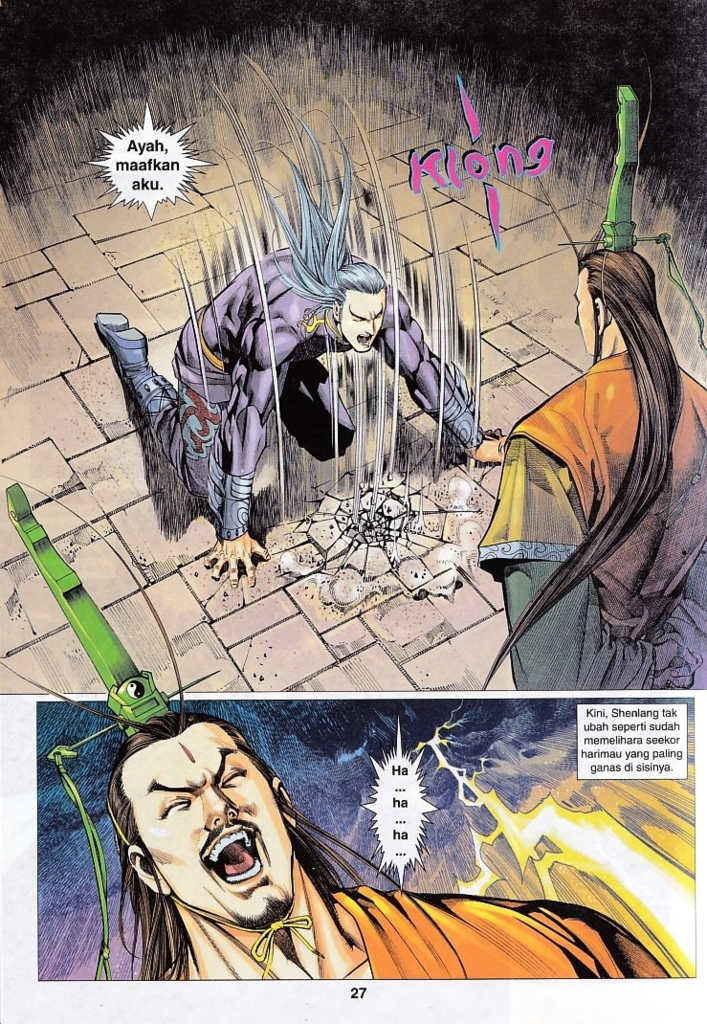 Ayah,
maafkan
aku.
Klong
Kini, Shenlang tak
ubah seperti sudah
memelihara seekor
harimau yang paling
ganas di sisinya.
Ha
...
ha
...
ha
...
27